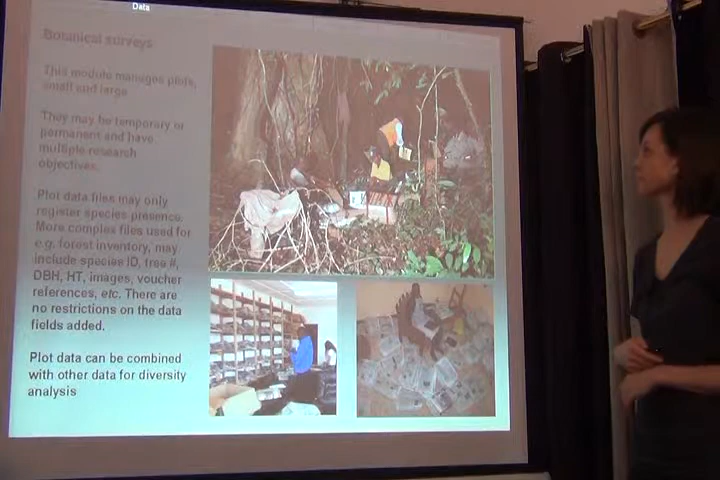 Data
Botanical surveys
This module manages plots,
small and large
They may be temporary or
permanent and have
multiple research
objectives.
Plot data files may only
register species presence.
More complex files used for
e.g. forest inventory, may
include species ID, tree #,
DBH, HT, images, voucher
references, etc. There are
no restrictions on the data
fields added.
Plot data can be combined
with other data for diversity
analysis